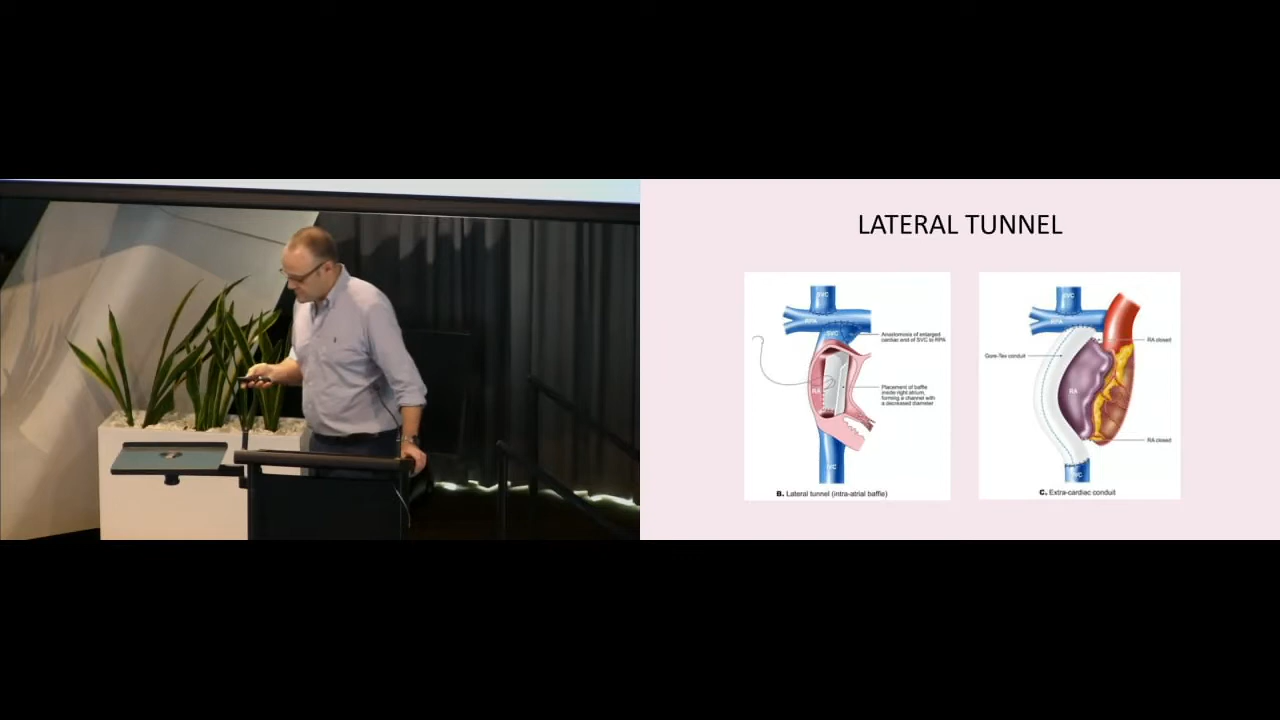 LATERAL TUNNEL
SVC
RPA
SVC
Anastomosis of enlarged
cardiac end of SVC to RPA
RA
Placement of baffle
inside right atrium,
forming a channel with
a decreased diameter
IVC
B. Lateral tunnel (intra-atrial baffle)
SVC
RPA
RA closed
Gore-Tex conduit
RA
RA closed
IVC
C. Extra-cardiac conduit